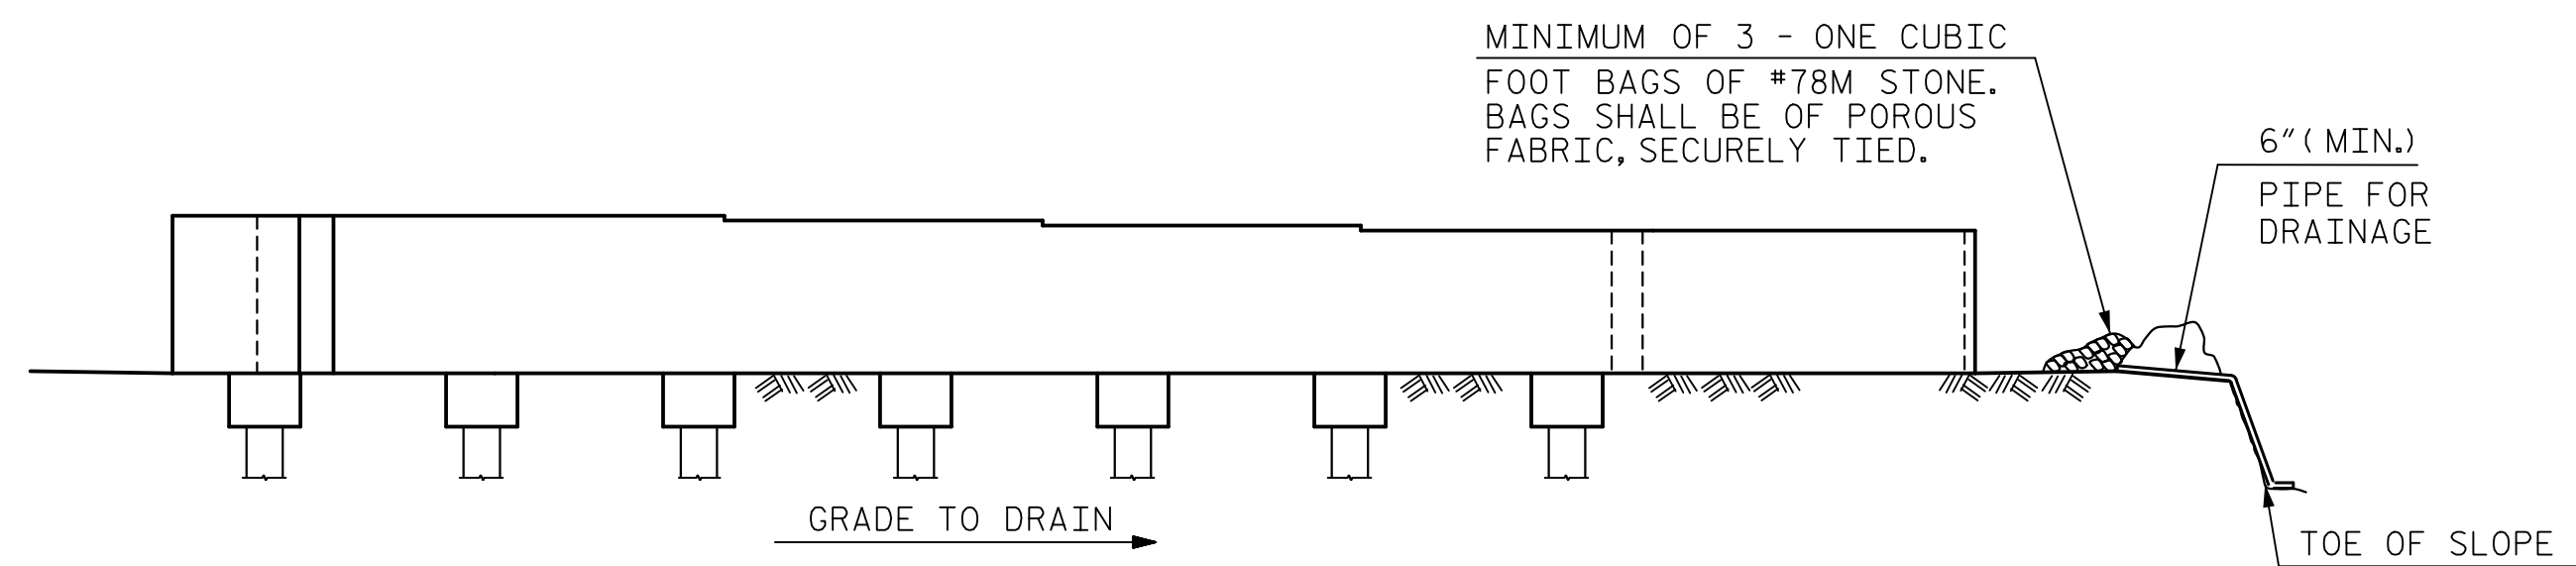 MINIMUM OF 3 - ONE CUBIC
FOOT BAGS OF #78M STONE.
BAGS SHALL BE OF POROUS
FABRIC, SECURELY TIED.
6" (MIN.)
PIPE FOR
DRAINAGE
GRADE TO DRAIN
TOE OF SLOPE